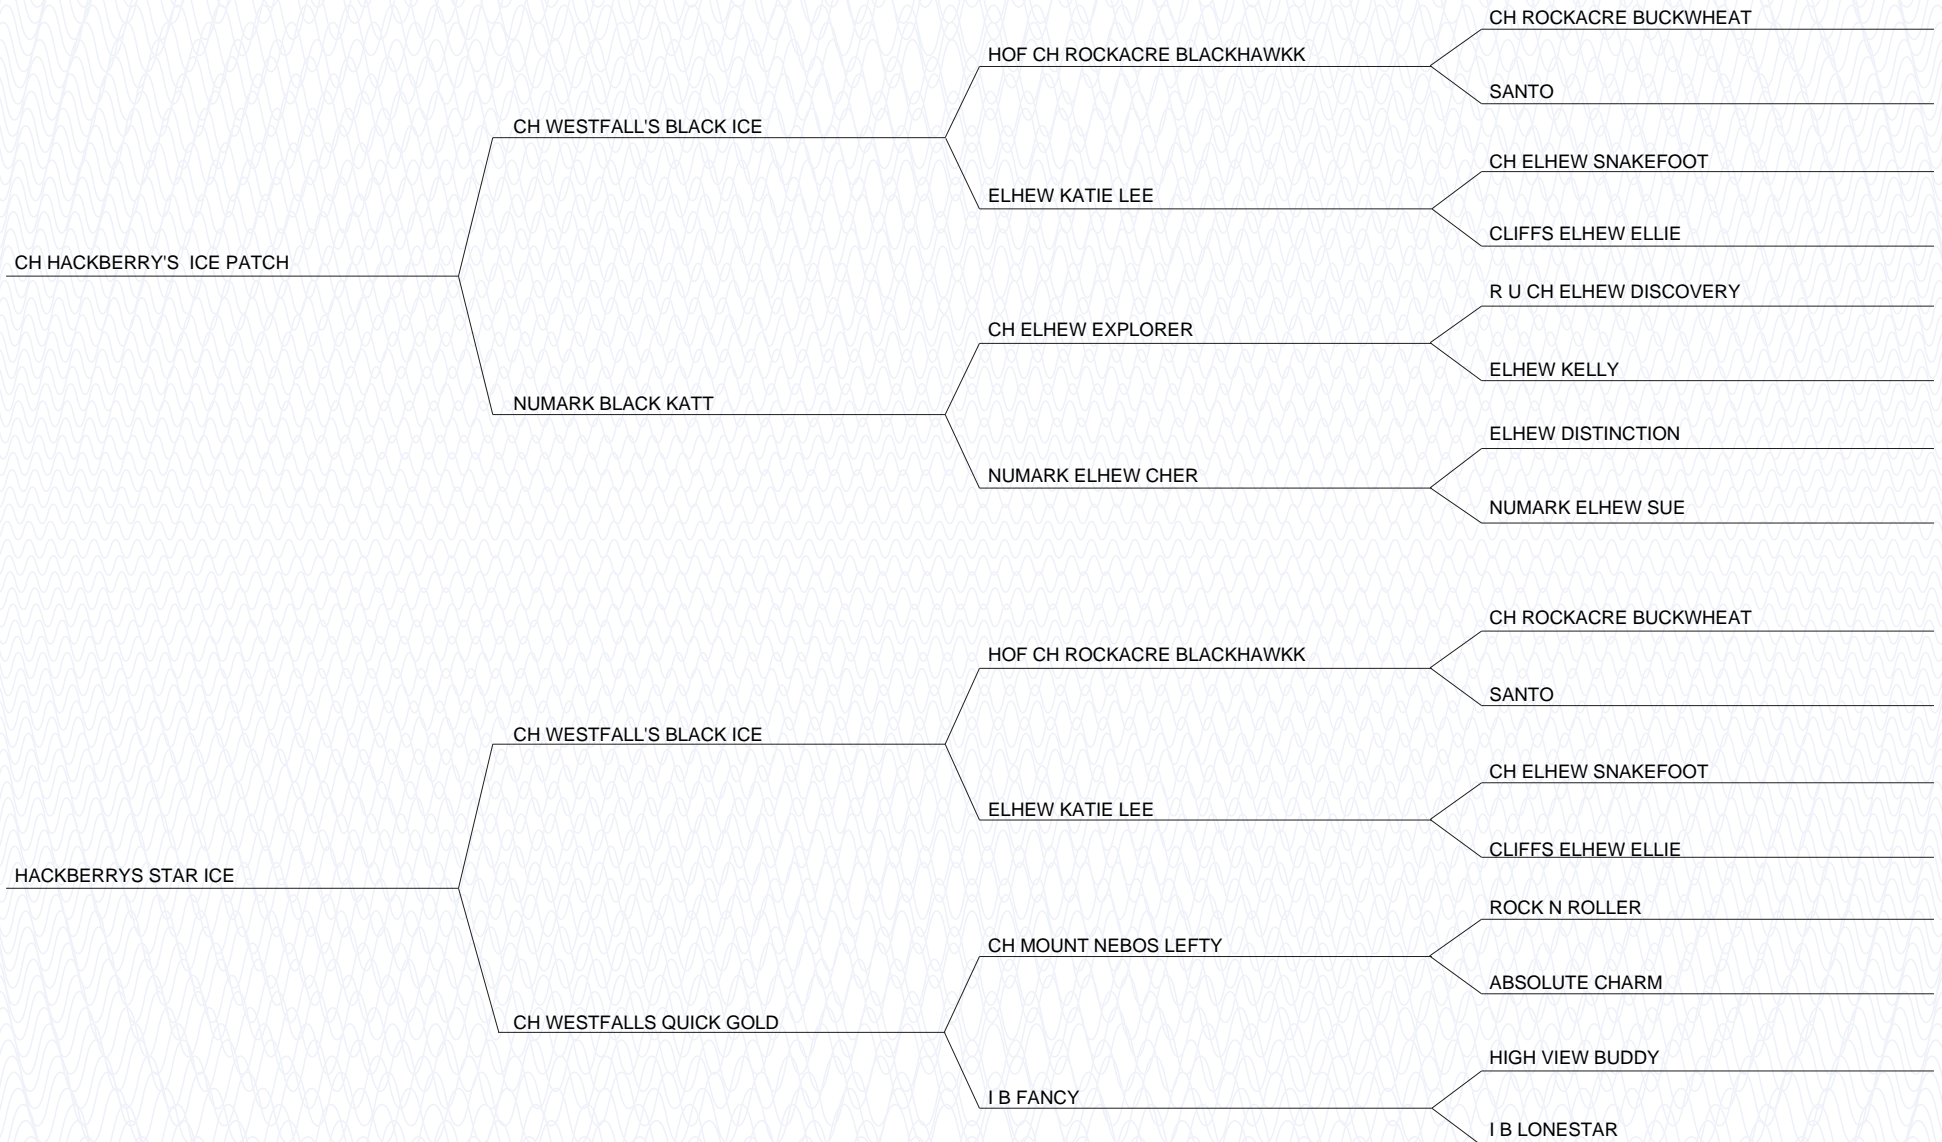 CH ROCKACRE BUCKWHEAT
HOF CH ROCKACRE BLACKHAWKK
SANTO
CH WESTFALL'S BLACK ICE
CH ELHEW SNAKEFOOT
ELHEW KATIE LEE
CLIFFS ELHEW ELLIE
CH HACKBERRY'S  ICE PATCH
R U CH ELHEW DISCOVERY
CH ELHEW EXPLORER
ELHEW KELLY
NUMARK BLACK KATT
ELHEW DISTINCTION
NUMARK ELHEW CHER
NUMARK ELHEW SUE
CH ROCKACRE BUCKWHEAT
HOF CH ROCKACRE BLACKHAWKK
SANTO
CH WESTFALL'S BLACK ICE
CH ELHEW SNAKEFOOT
ELHEW KATIE LEE
CLIFFS ELHEW ELLIE
HACKBERRYS STAR ICE
ROCK N ROLLER
CH MOUNT NEBOS LEFTY
ABSOLUTE CHARM
CH WESTFALLS QUICK GOLD
HIGH VIEW BUDDY
I B FANCY
I B LONESTAR